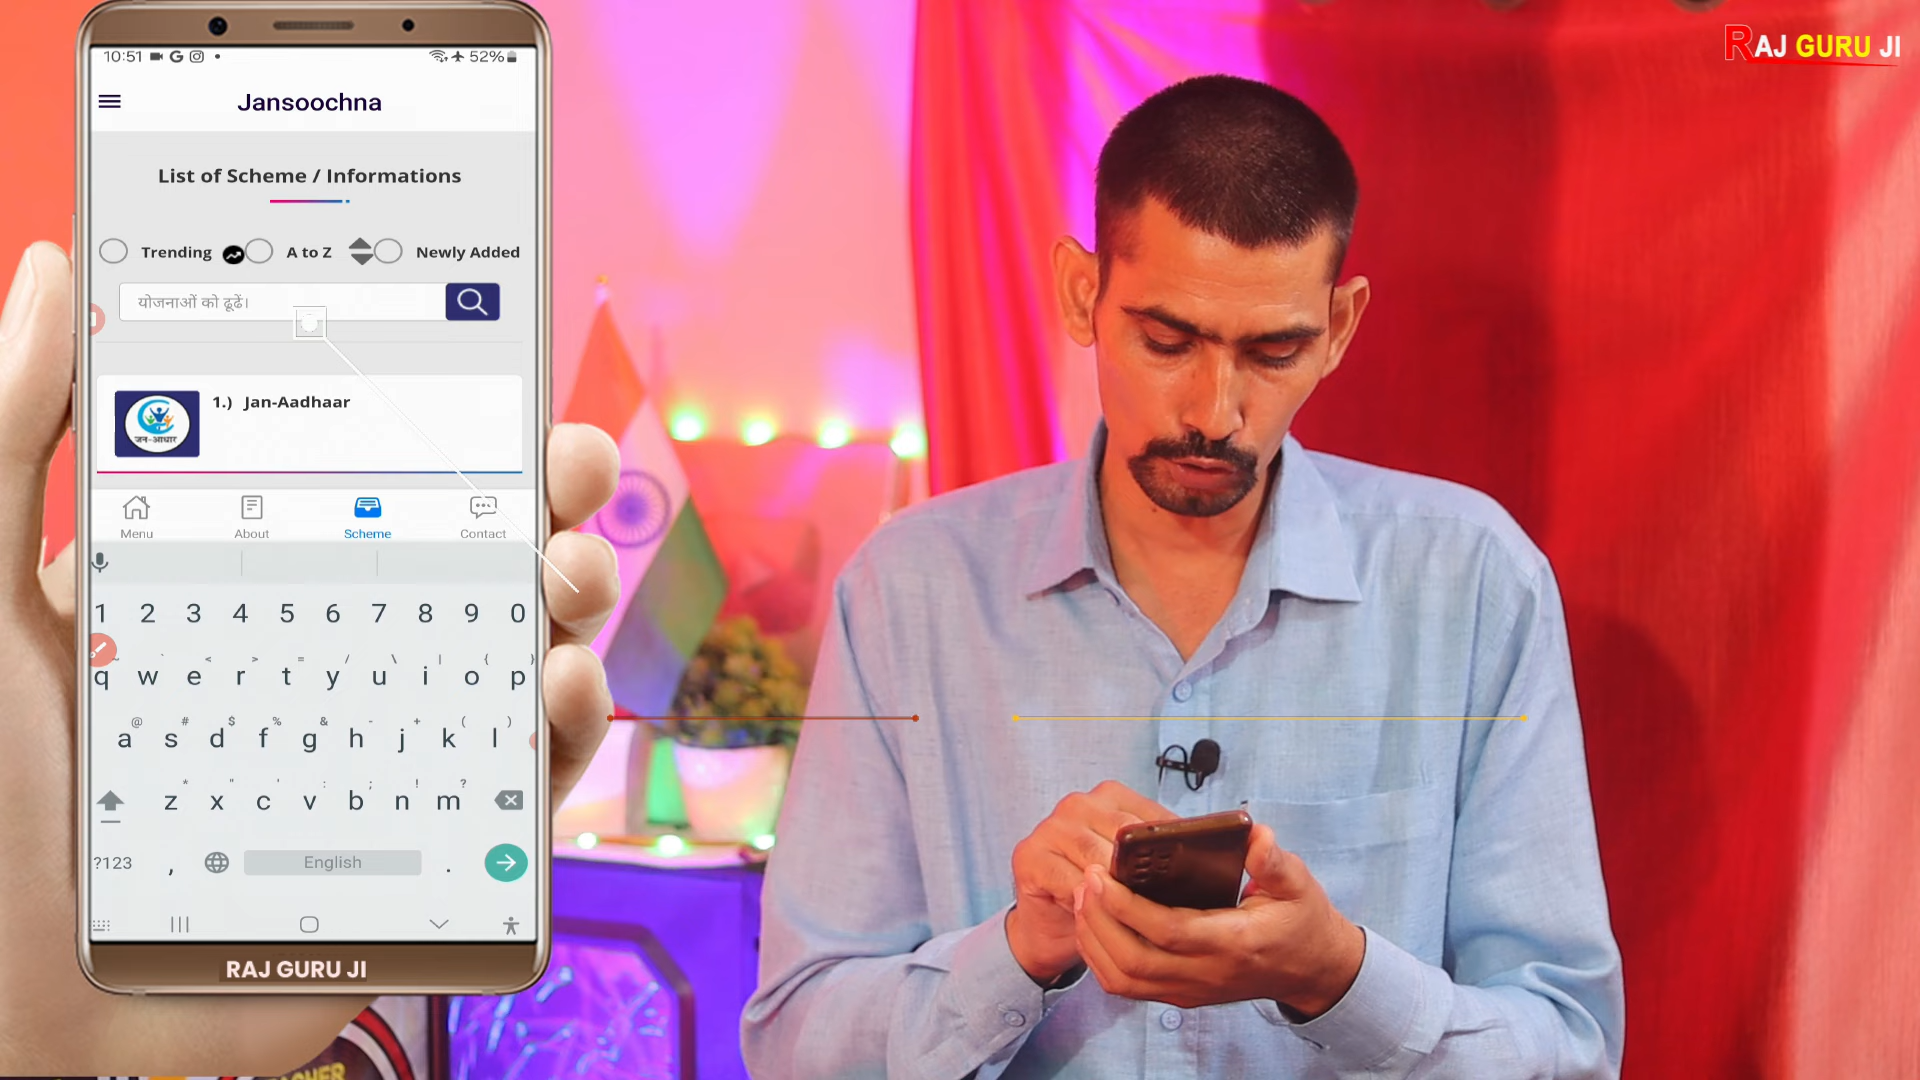 10:51
52%
Jansoochna
List of Scheme / Informations
Trending
A to Z
Newly Added
योजनाओं को ढूढें।
जन-आधार
1.) Jan-Aadhaar
Menu
About
Scheme
Contact
1 2 3 4 5 6 7 8 9 0
~ ` < > = / \ | { }
q w e r t y u i o p
@ # $ % & - + ( )
a s d f g h j k l
* " ' : ; ! ?
z x c v b n m
?123 , English .
RAJ GURU JI
RAJ GURU JI